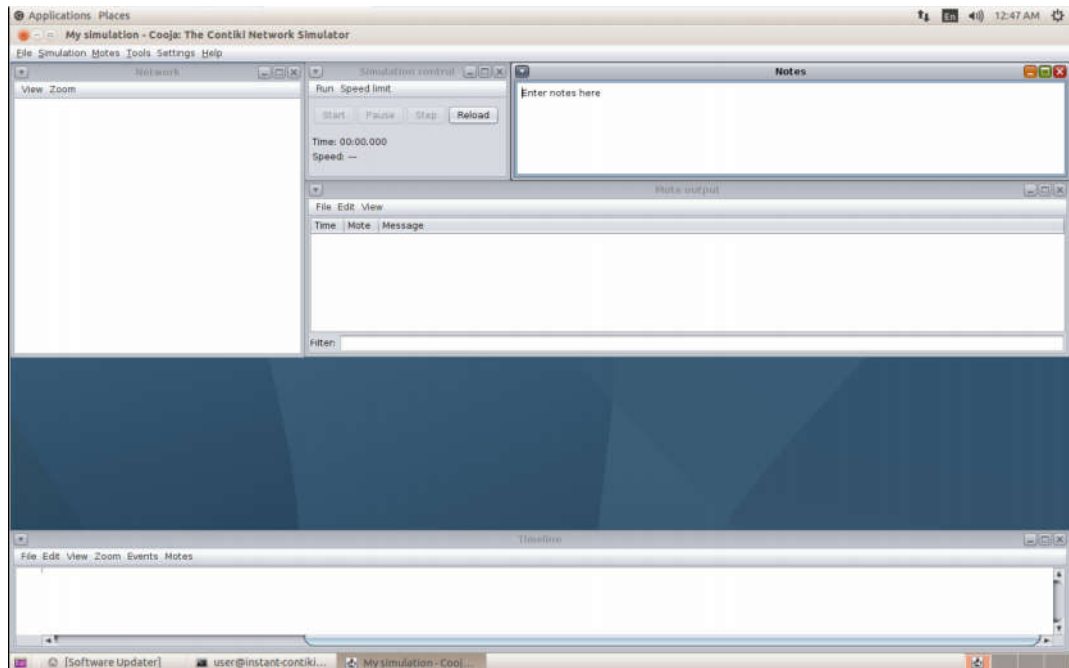 Applications Places
En 12:47 AM
My simulation - Cooja: The Contiki Network Simulator
File Simulation Motes Tools Settings Help
Network
View Zoom
Simulation control
Run Speed limit
Start Pause Step Reload
Time: 00:00.000
Speed: ---
Notes
Enter notes here
Mote output
File Edit View
Time Mote Message
Filter:
Timeline
File Edit View Zoom Events Motes
[Software Updater] user@instant-contiki... My simulation - Cooj...